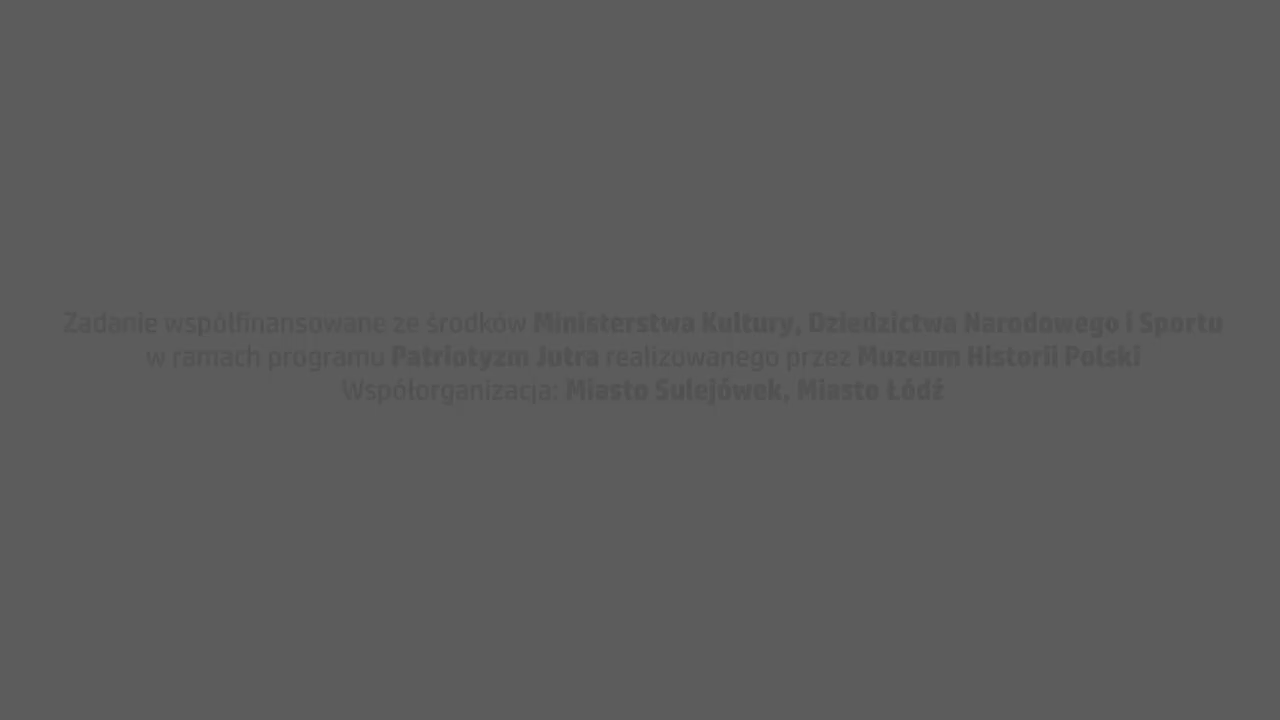 Zadanie współfinansowane ze środków Ministerstwa Kultury, Dziedzictwa Narodowego i Sportu
w ramach programu Patriotyzm Jutra realizowanego przez Muzeum Historii Polski
Współorganizacja: Miasto Sulejówek, Miasto Łódź